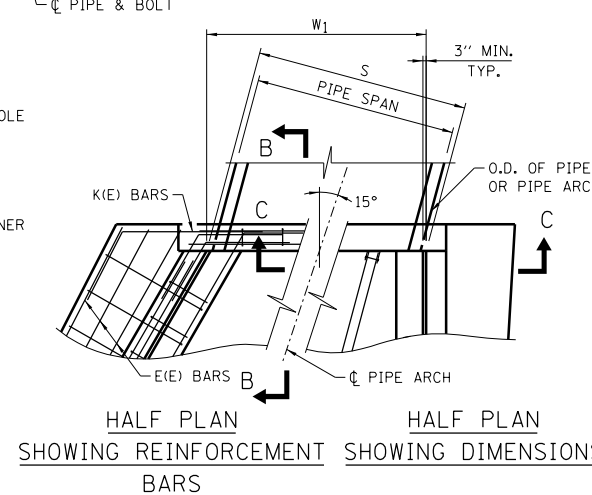 ℄ PIPE & BOLT
W1
3" MIN.
TYP.
S
PIPE SPAN
OLE
B
O.D. OF PIPE
OR PIPE ARC
K(E) BARS
C
15°
C
NER
E(E) BARS
B
℄ PIPE ARCH
HALF PLAN
SHOWING REINFORCEMENT
BARS
HALF PLAN
SHOWING DIMENSIONS